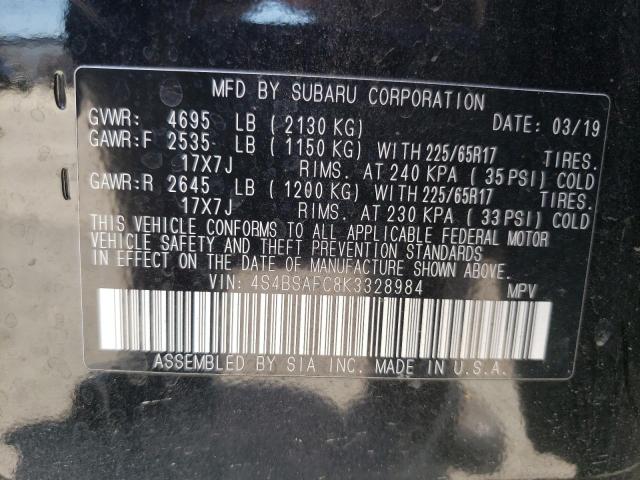 MFD BY SUBARU CORPORATION
GVWR: 4695 LB ( 2130 KG) DATE: 03/19
GAWR:F 2535 LB ( 1150 KG) WITH 225/65R17 TIRES.
17X7J RIMS. AT 240 KPA ( 35 PSI) COLD
GAWR:R 2645 LB ( 1200 KG) WITH 225/65R17 TIRES.
17X7J RIMS. AT 230 KPA ( 33 PSI) COLD
THIS VEHICLE CONFORMS TO ALL APPLICABLE FEDERAL MOTOR
VEHICLE SAFETY AND THEFT PREVENTION STANDARDS
IN EFFECT ON THE DATE OF MANUFACTURE SHOWN ABOVE.
VIN: 4S4BSAFC8K3328984 MPV
ASSEMBLED BY SIA INC. MADE IN U.S.A.